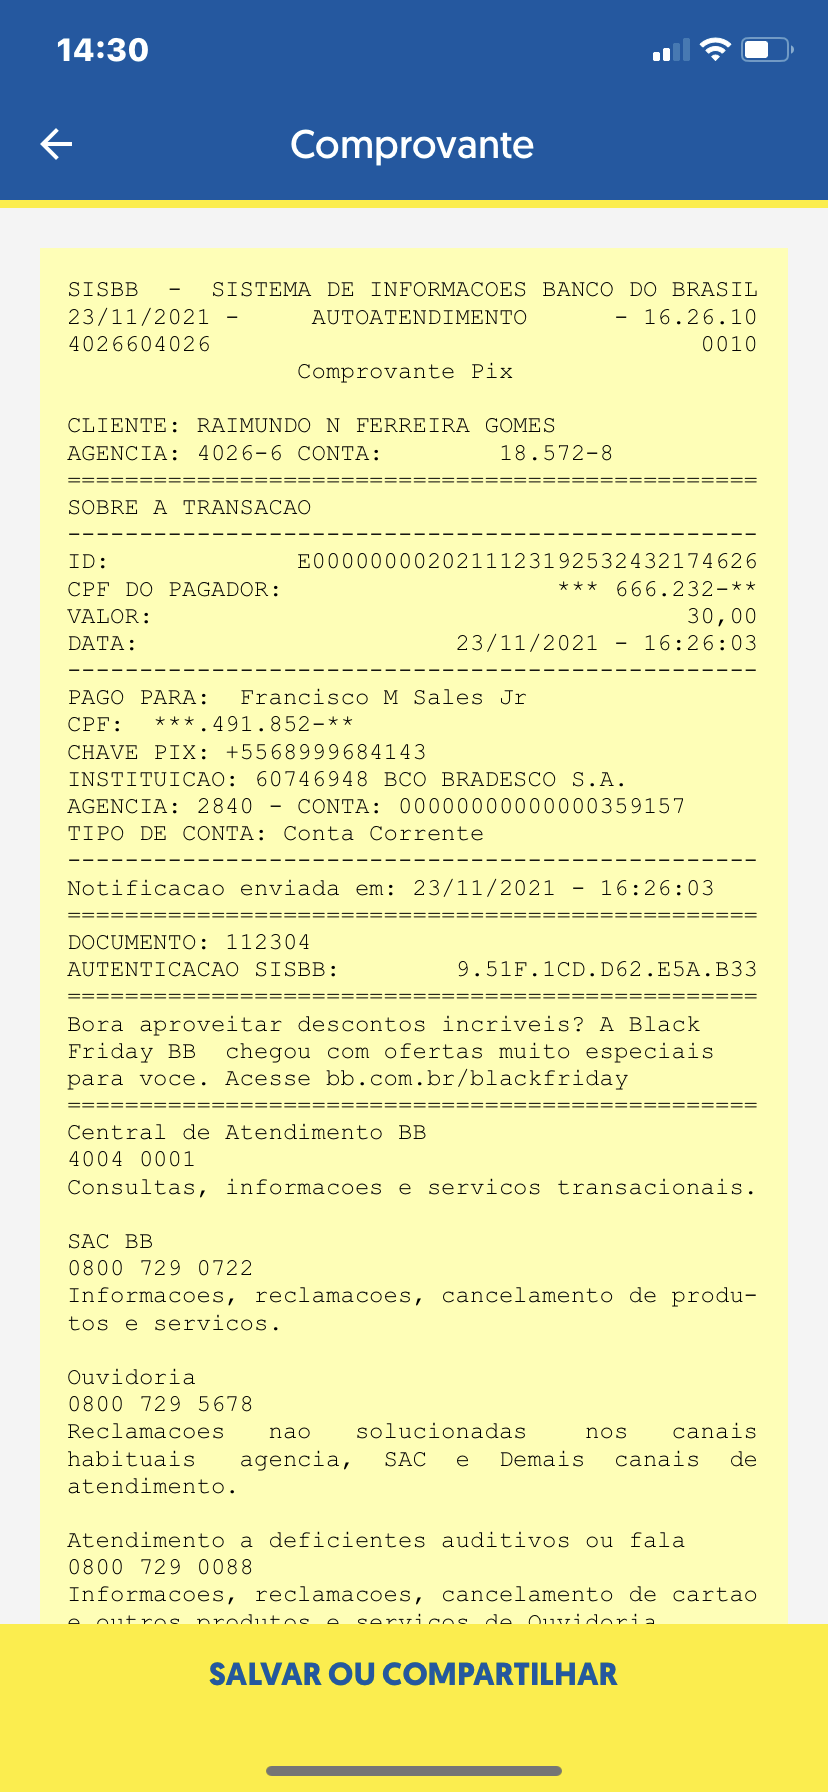 14:30
Comprovante
SISBB - SISTEMA DE INFORMACOES BANCO DO BRASIL
23/11/2021 - AUTOATENDIMENTO - 16.26.10
4026604026 0010
Comprovante Pix
CLIENTE: RAIMUNDO N FERREIRA GOMES
AGENCIA: 4026-6 CONTA: 18.572-8
================================================
SOBRE A TRANSACAO
------------------------------------------------
ID: E00000000202111231925324321​74626
CPF DO PAGADOR: *** 666.232-**
VALOR: 30,00
DATA: 23/11/2021 - 16:26:03
------------------------------------------------
PAGO PARA: Francisco M Sales Jr
CPF: ***.491.852-**
CHAVE PIX: +5568999684143
INSTITUICAO: 60746948 BCO BRADESCO S.A.
AGENCIA: 2840 - CONTA: 00000000000000359157
TIPO DE CONTA: Conta Corrente
------------------------------------------------
Notificacao enviada em: 23/11/2021 - 16:26:03
================================================
DOCUMENTO: 112304
AUTENTICACAO SISBB: 9.51F.1CD.D62.E5A.B33
================================================
Bora aproveitar descontos incriveis? A Black
Friday BB chegou com ofertas muito especiais
para voce. Acesse bb.com.br/blackfriday
================================================
Central de Atendimento BB
4004 0001
Consultas, informacoes e servicos transacionais.
SAC BB
0800 729 0722
Informacoes, reclamacoes, cancelamento de produ-
tos e servicos.
Ouvidoria
0800 729 5678
Reclamacoes nao solucionadas nos canais
habituais agencia, SAC e Demais canais de
atendimento.
Atendimento a deficientes auditivos ou fala
0800 729 0088
Informacoes, reclamacoes, cancelamento de cartao
e outros produtos e servicos de Ouvidoria
SALVAR OU COMPARTILHAR